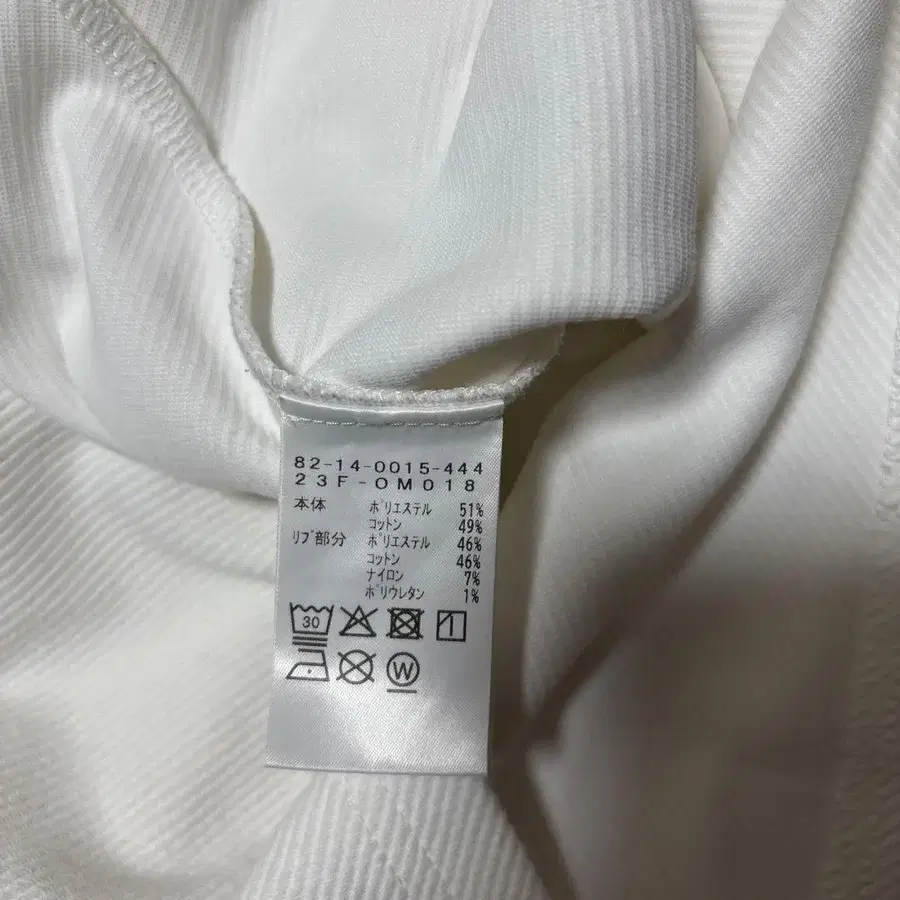 82-14-0015-444
23F-OM018
本体 ポリエステル 51%
コットン 49%
リブ部分 ポリエステル 46%
コットン 46%
ナイロン 7%
ポリウレタン 1%
30
W